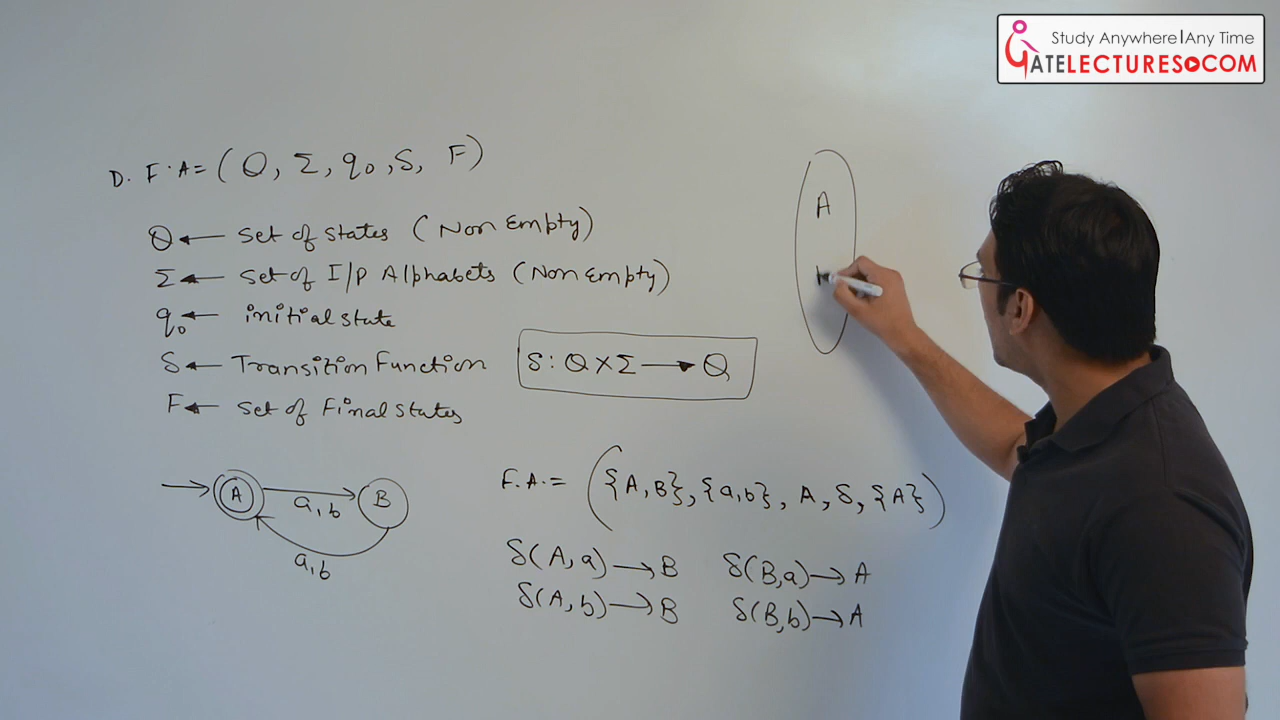 Study Anywhere|Any Time
GATELECTURES.COM
D. F. A = ( Q, Σ, q0, δ, F )
Q ← Set of states ( Non Empty)
Σ ← Set of I/p Alphabets (Non Empty)
q0 ← initial state
δ ← Transition Function
δ : Q X Σ → Q
F ← Set of Final states
A a,b B
a,b
F.A. = ( {A, B}, {a,b}, A, δ, {A} )
δ(A, a) → B δ(B,a) → A
δ(A, b) → B δ(B, b) → A
A